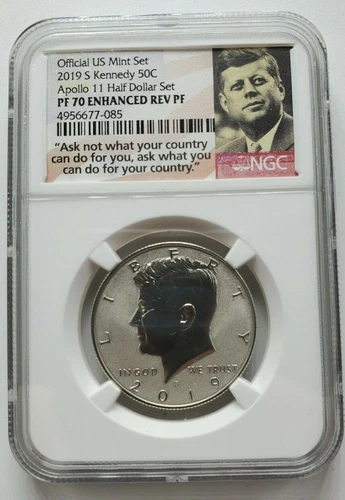 Official US Mint Set
2019 S Kennedy 50C
Apollo 11 Half Dollar Set
PF 70 ENHANCED REV PF
4956677-085
“Ask not what your country
can do for you, ask what you
can do for your country.”
NGC
LIBERTY
IN GOD WE TRUST
2019